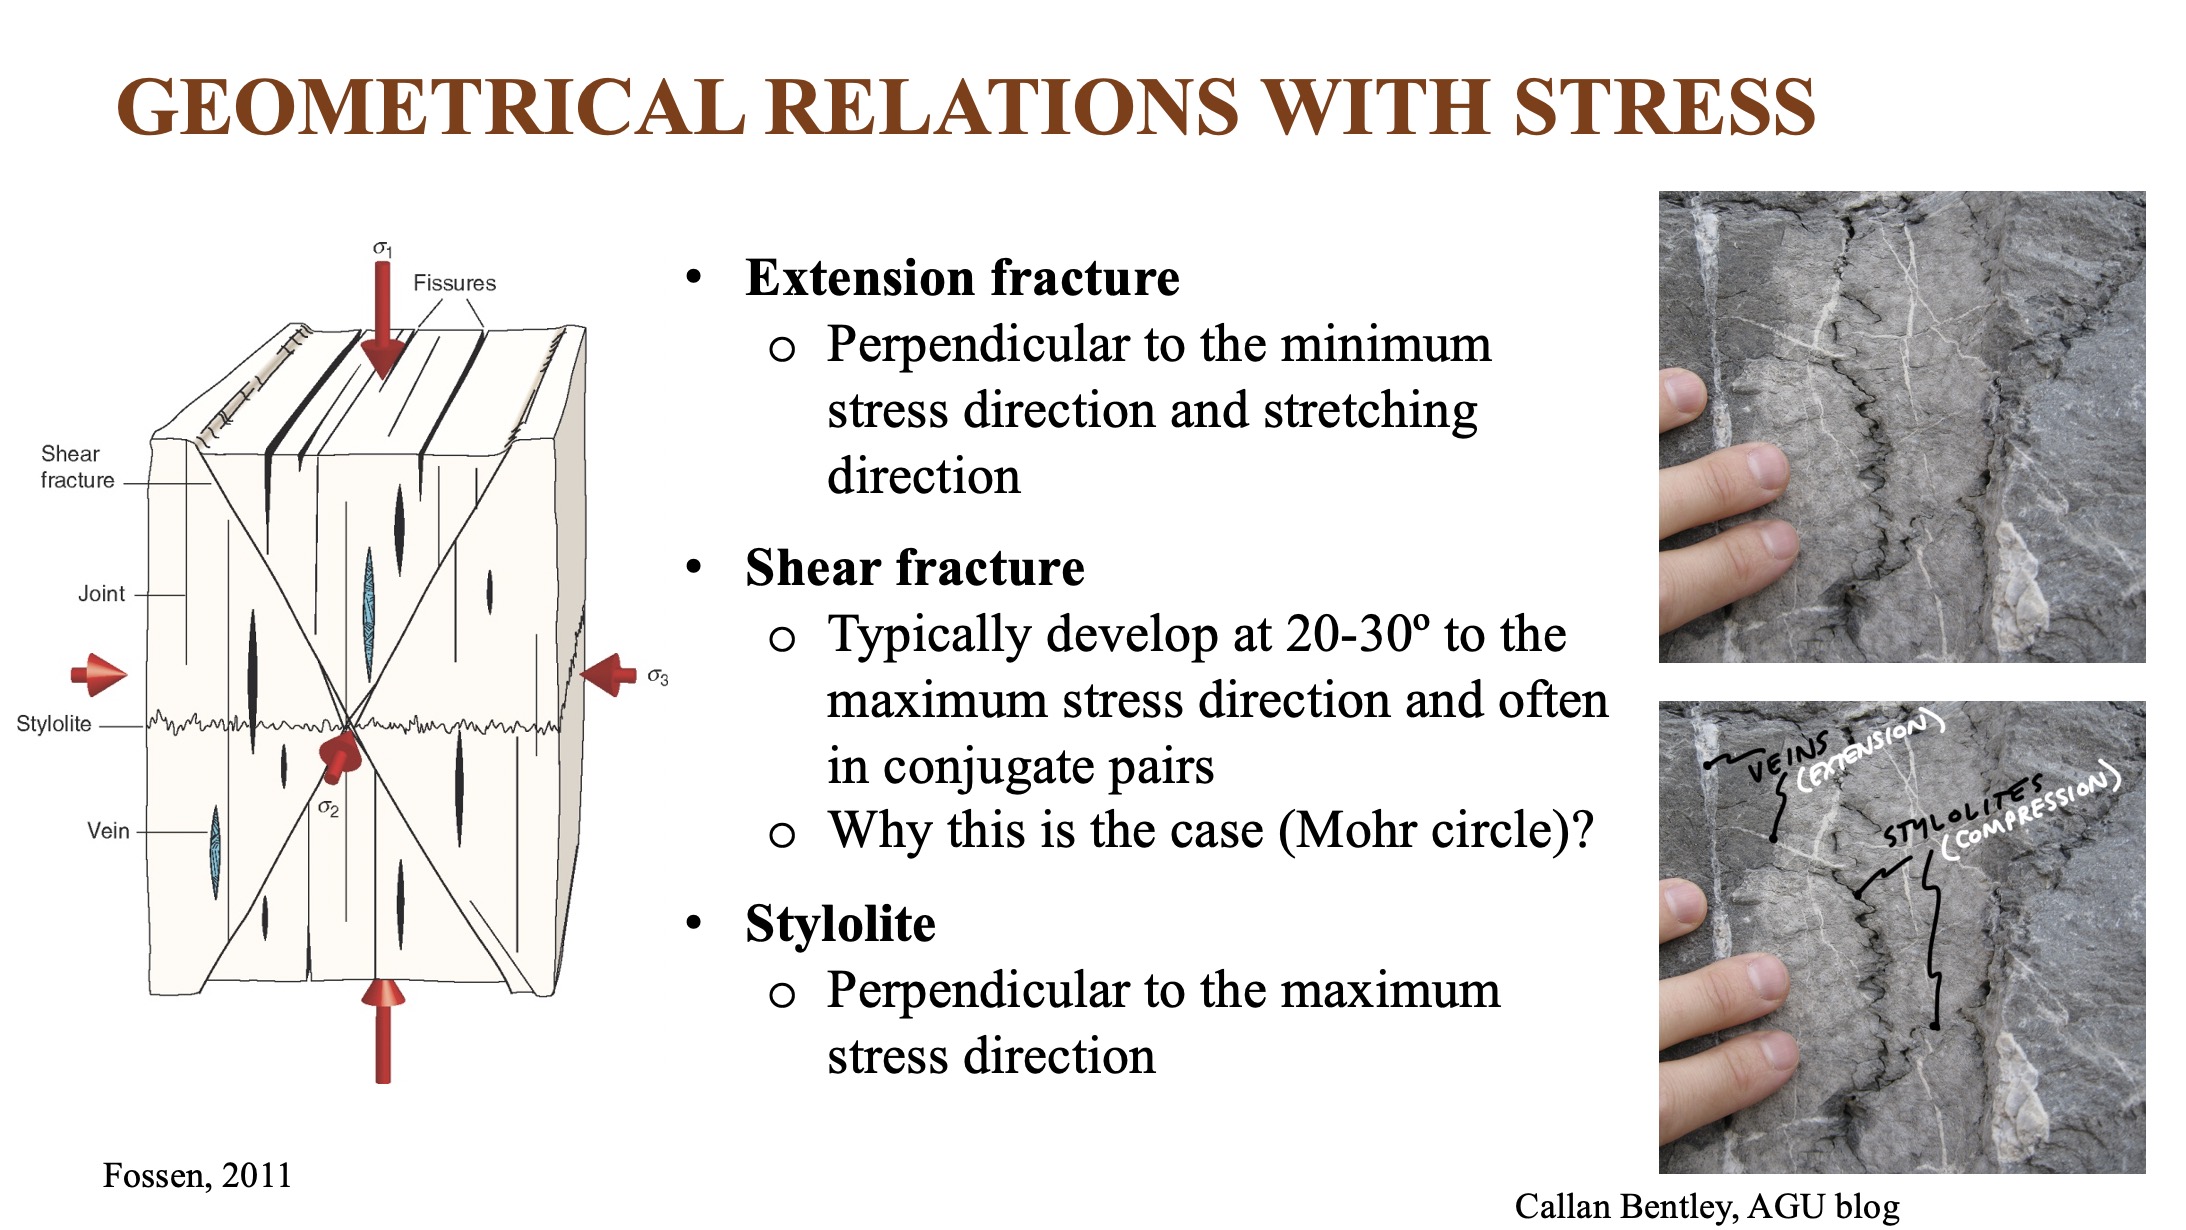 GEOMETRICAL RELATIONS WITH STRESS
σ1
Fissures
Shear
fracture
Joint
σ3
Stylolite
σ2
Vein
Fossen, 2011
• Extension fracture
o Perpendicular to the minimum
stress direction and stretching
direction
• Shear fracture
o Typically develop at 20-30º to the
maximum stress direction and often
in conjugate pairs
o Why this is the case (Mohr circle)?
• Stylolite
o Perpendicular to the maximum
stress direction
VEINS
(EXTENSION)
STYLOLITES
(COMPRESSION)
Callan Bentley, AGU blog